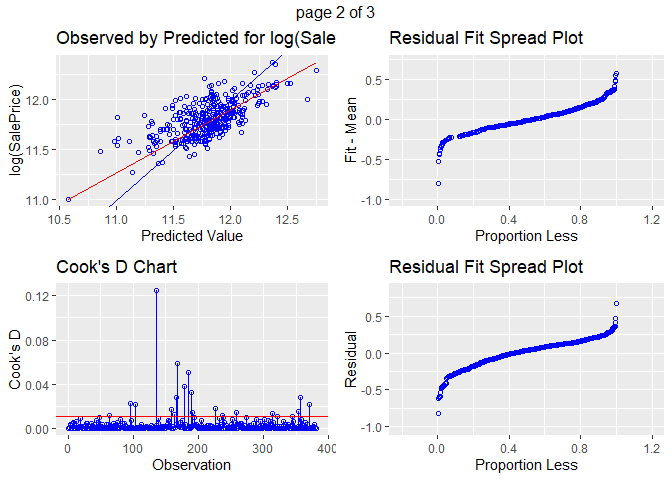 page 2 of 3
Observed by Predicted for log(Sale
log(SalePrice)
12.0
11.5
11.0
10.5 11.0 11.5 12.0 12.5
Predicted Value
Residual Fit Spread Plot
Fit - Mean
0.5
0.0
-0.5
-1.0
0.0 0.4 0.8 1.2
Proportion Less
Cook's D Chart
Cook's D
0.12
0.08
0.04
0.00
0 100 200 300 400
Observation
Residual Fit Spread Plot
Residual
0.5
0.0
-0.5
-1.0
0.0 0.4 0.8 1.2
Proportion Less